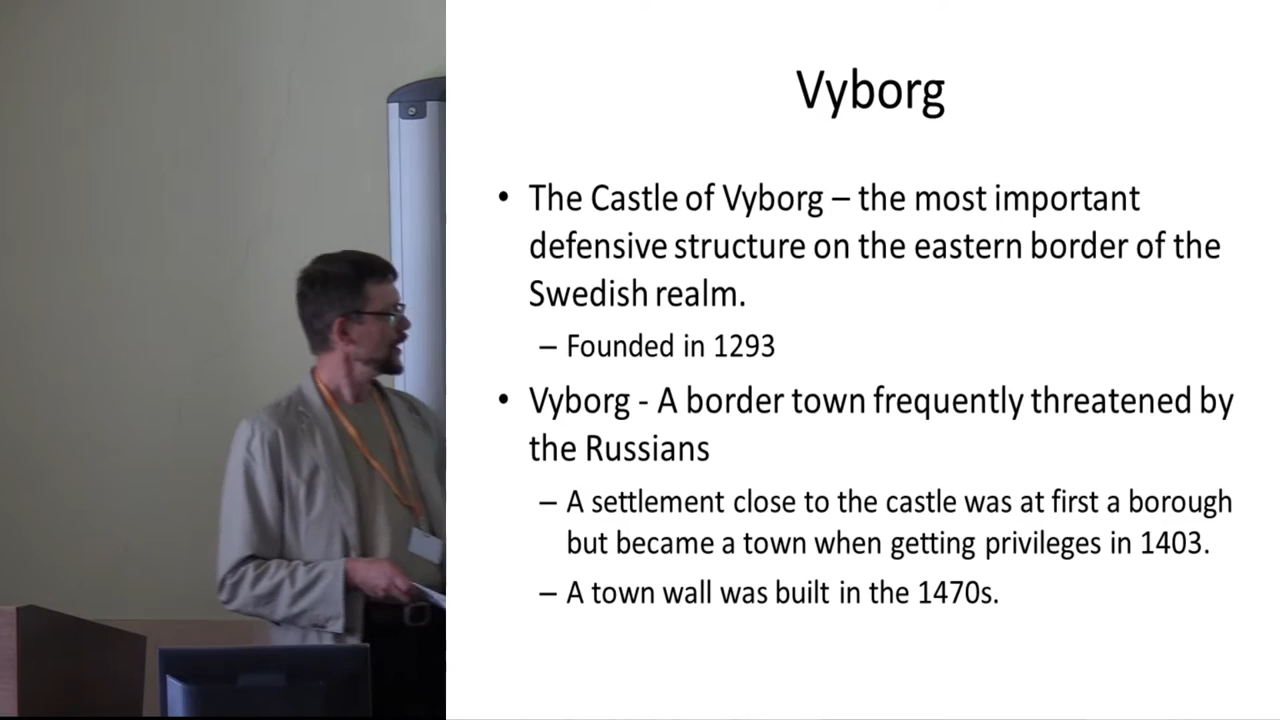 Vyborg
• The Castle of Vyborg – the most important
defensive structure on the eastern border of the
Swedish realm.
– Founded in 1293
• Vyborg - A border town frequently threatened by
the Russians
– A settlement close to the castle was at first a borough
but became a town when getting privileges in 1403.
– A town wall was built in the 1470s.